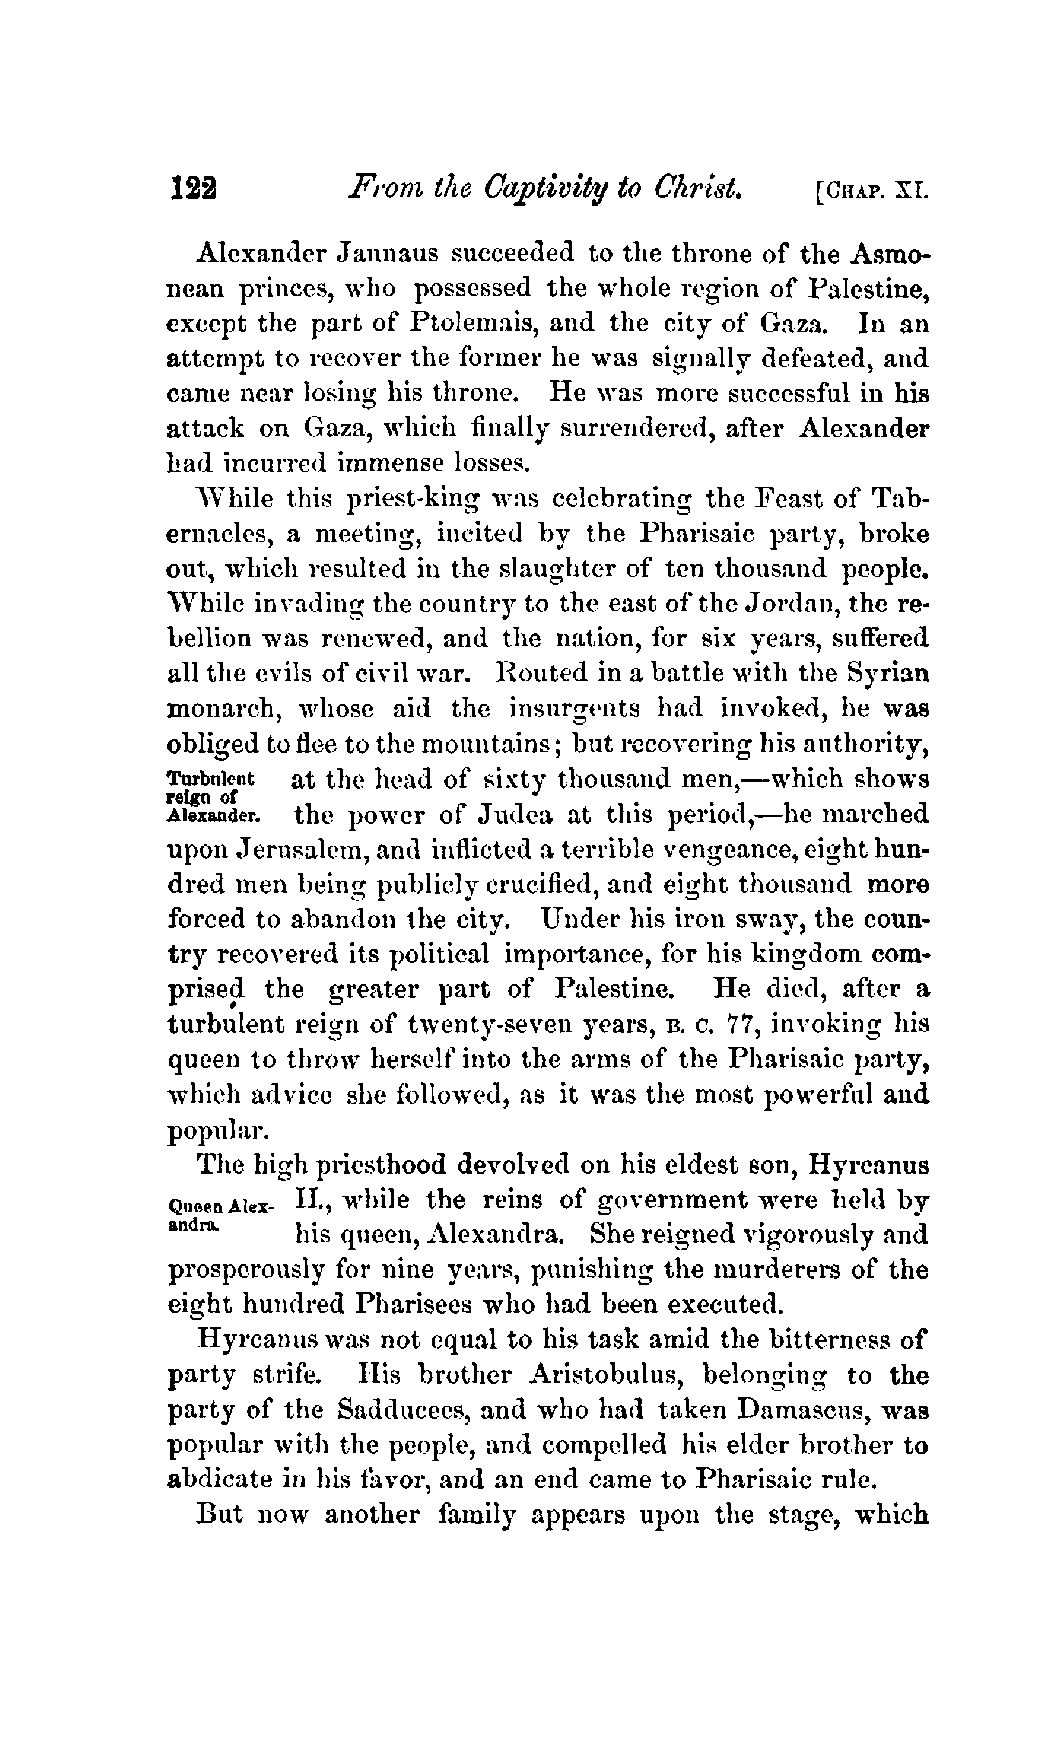 122 From the Captivity to Christ. [CHAP. XI.
Alexander Jannaus succeeded to the throne of the Asmo-
nean princes, who possessed the whole region of Palestine,
except the part of Ptolemais, and the city of Gaza. In an
attempt to recover the former he was signally defeated, and
came near losing his throne. He was more successful in his
attack on Gaza, which finally surrendered, after Alexander
had incurred immense losses.
While this priest-king was celebrating the Feast of Tab-
ernacles, a meeting, incited by the Pharisaic party, broke
out, which resulted in the slaughter of ten thousand people.
While invading the country to the east of the Jordan, the re-
bellion was renewed, and the nation, for six years, suffered
all the evils of civil war. Routed in a battle with the Syrian
monarch, whose aid the insurgents had invoked, he was
obliged to flee to the mountains; but recovering his authority,
Turbulent
reign of
Alexander.
at the head of sixty thousand men,—which shows
the power of Judea at this period,—he marched
upon Jerusalem, and inflicted a terrible vengeance, eight hun-
dred men being publicly crucified, and eight thousand more
forced to abandon the city. Under his iron sway, the coun-
try recovered its political importance, for his kingdom com-
prised the greater part of Palestine. He died, after a
turbulent reign of twenty-seven years, B. C. 77, invoking his
queen to throw herself into the arms of the Pharisaic party,
which advice she followed, as it was the most powerful and
popular.
The high priesthood devolved on his eldest son, Hyrcanus
Queen Alex-
andra.
II., while the reins of government were held by
his queen, Alexandra. She reigned vigorously and
prosperously for nine years, punishing the murderers of the
eight hundred Pharisees who had been executed.
Hyrcanus was not equal to his task amid the bitterness of
party strife. His brother Aristobulus, belonging to the
party of the Sadducees, and who had taken Damascus, was
popular with the people, and compelled his elder brother to
abdicate in his favor, and an end came to Pharisaic rule.
But now another family appears upon the stage, which